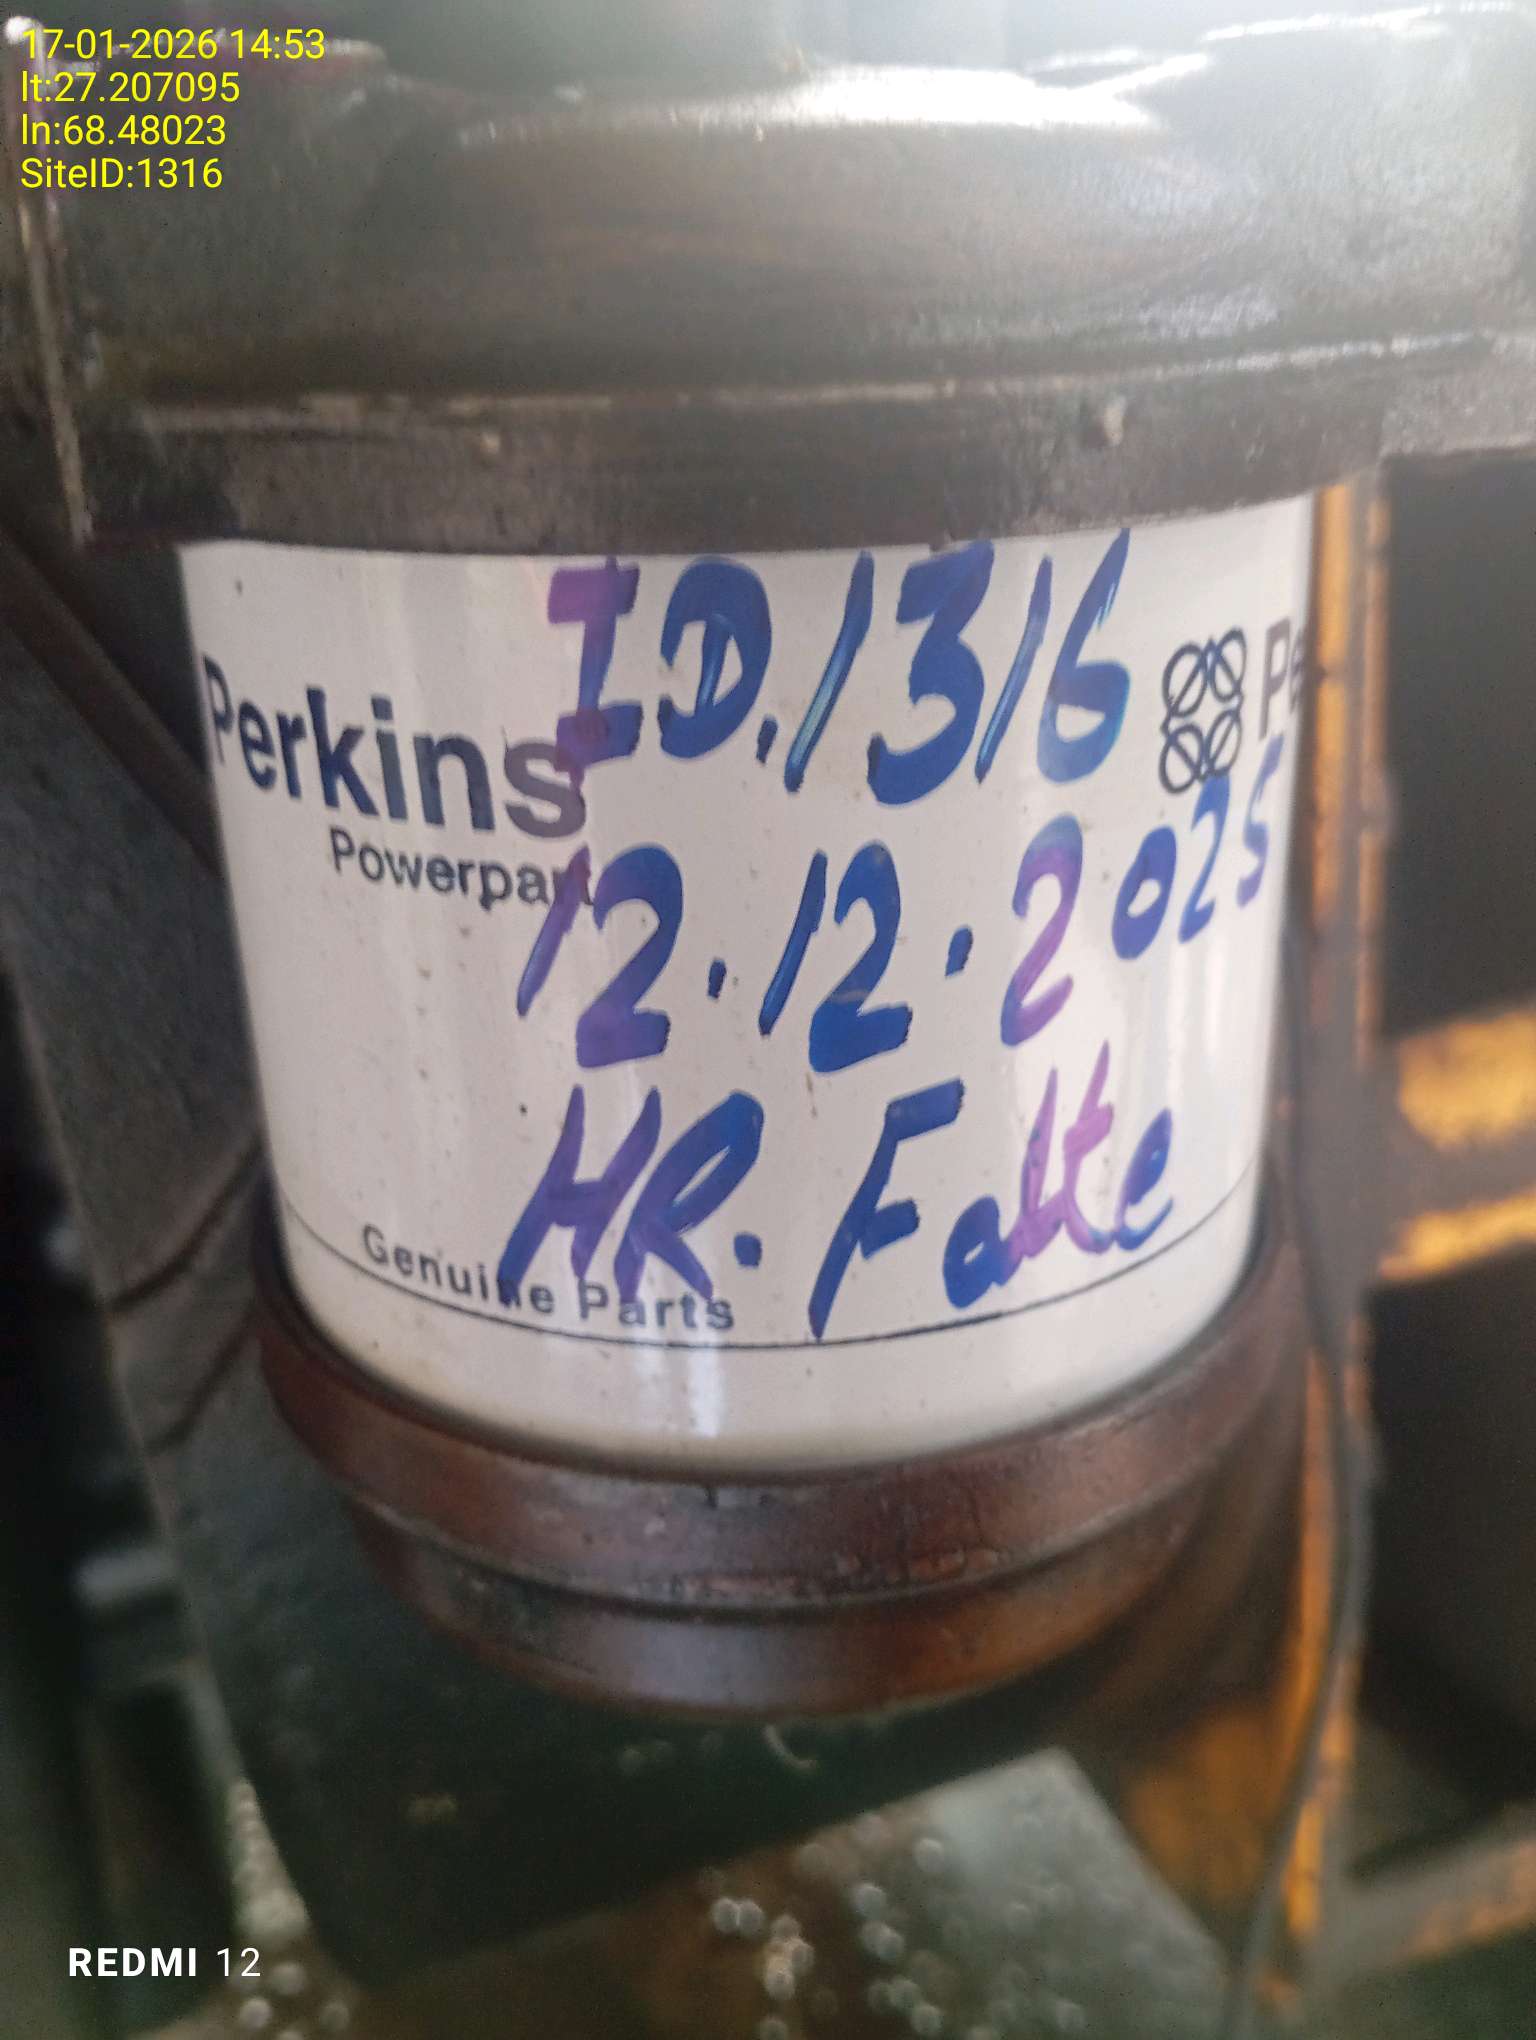 17-01-2026 14:53
lt:27.207095
ln:68.48023
SiteID:1316
ID.1316
Perkins
Powerpart
12.12.2025
HR. Falte
Genuine Parts
REDMI 12